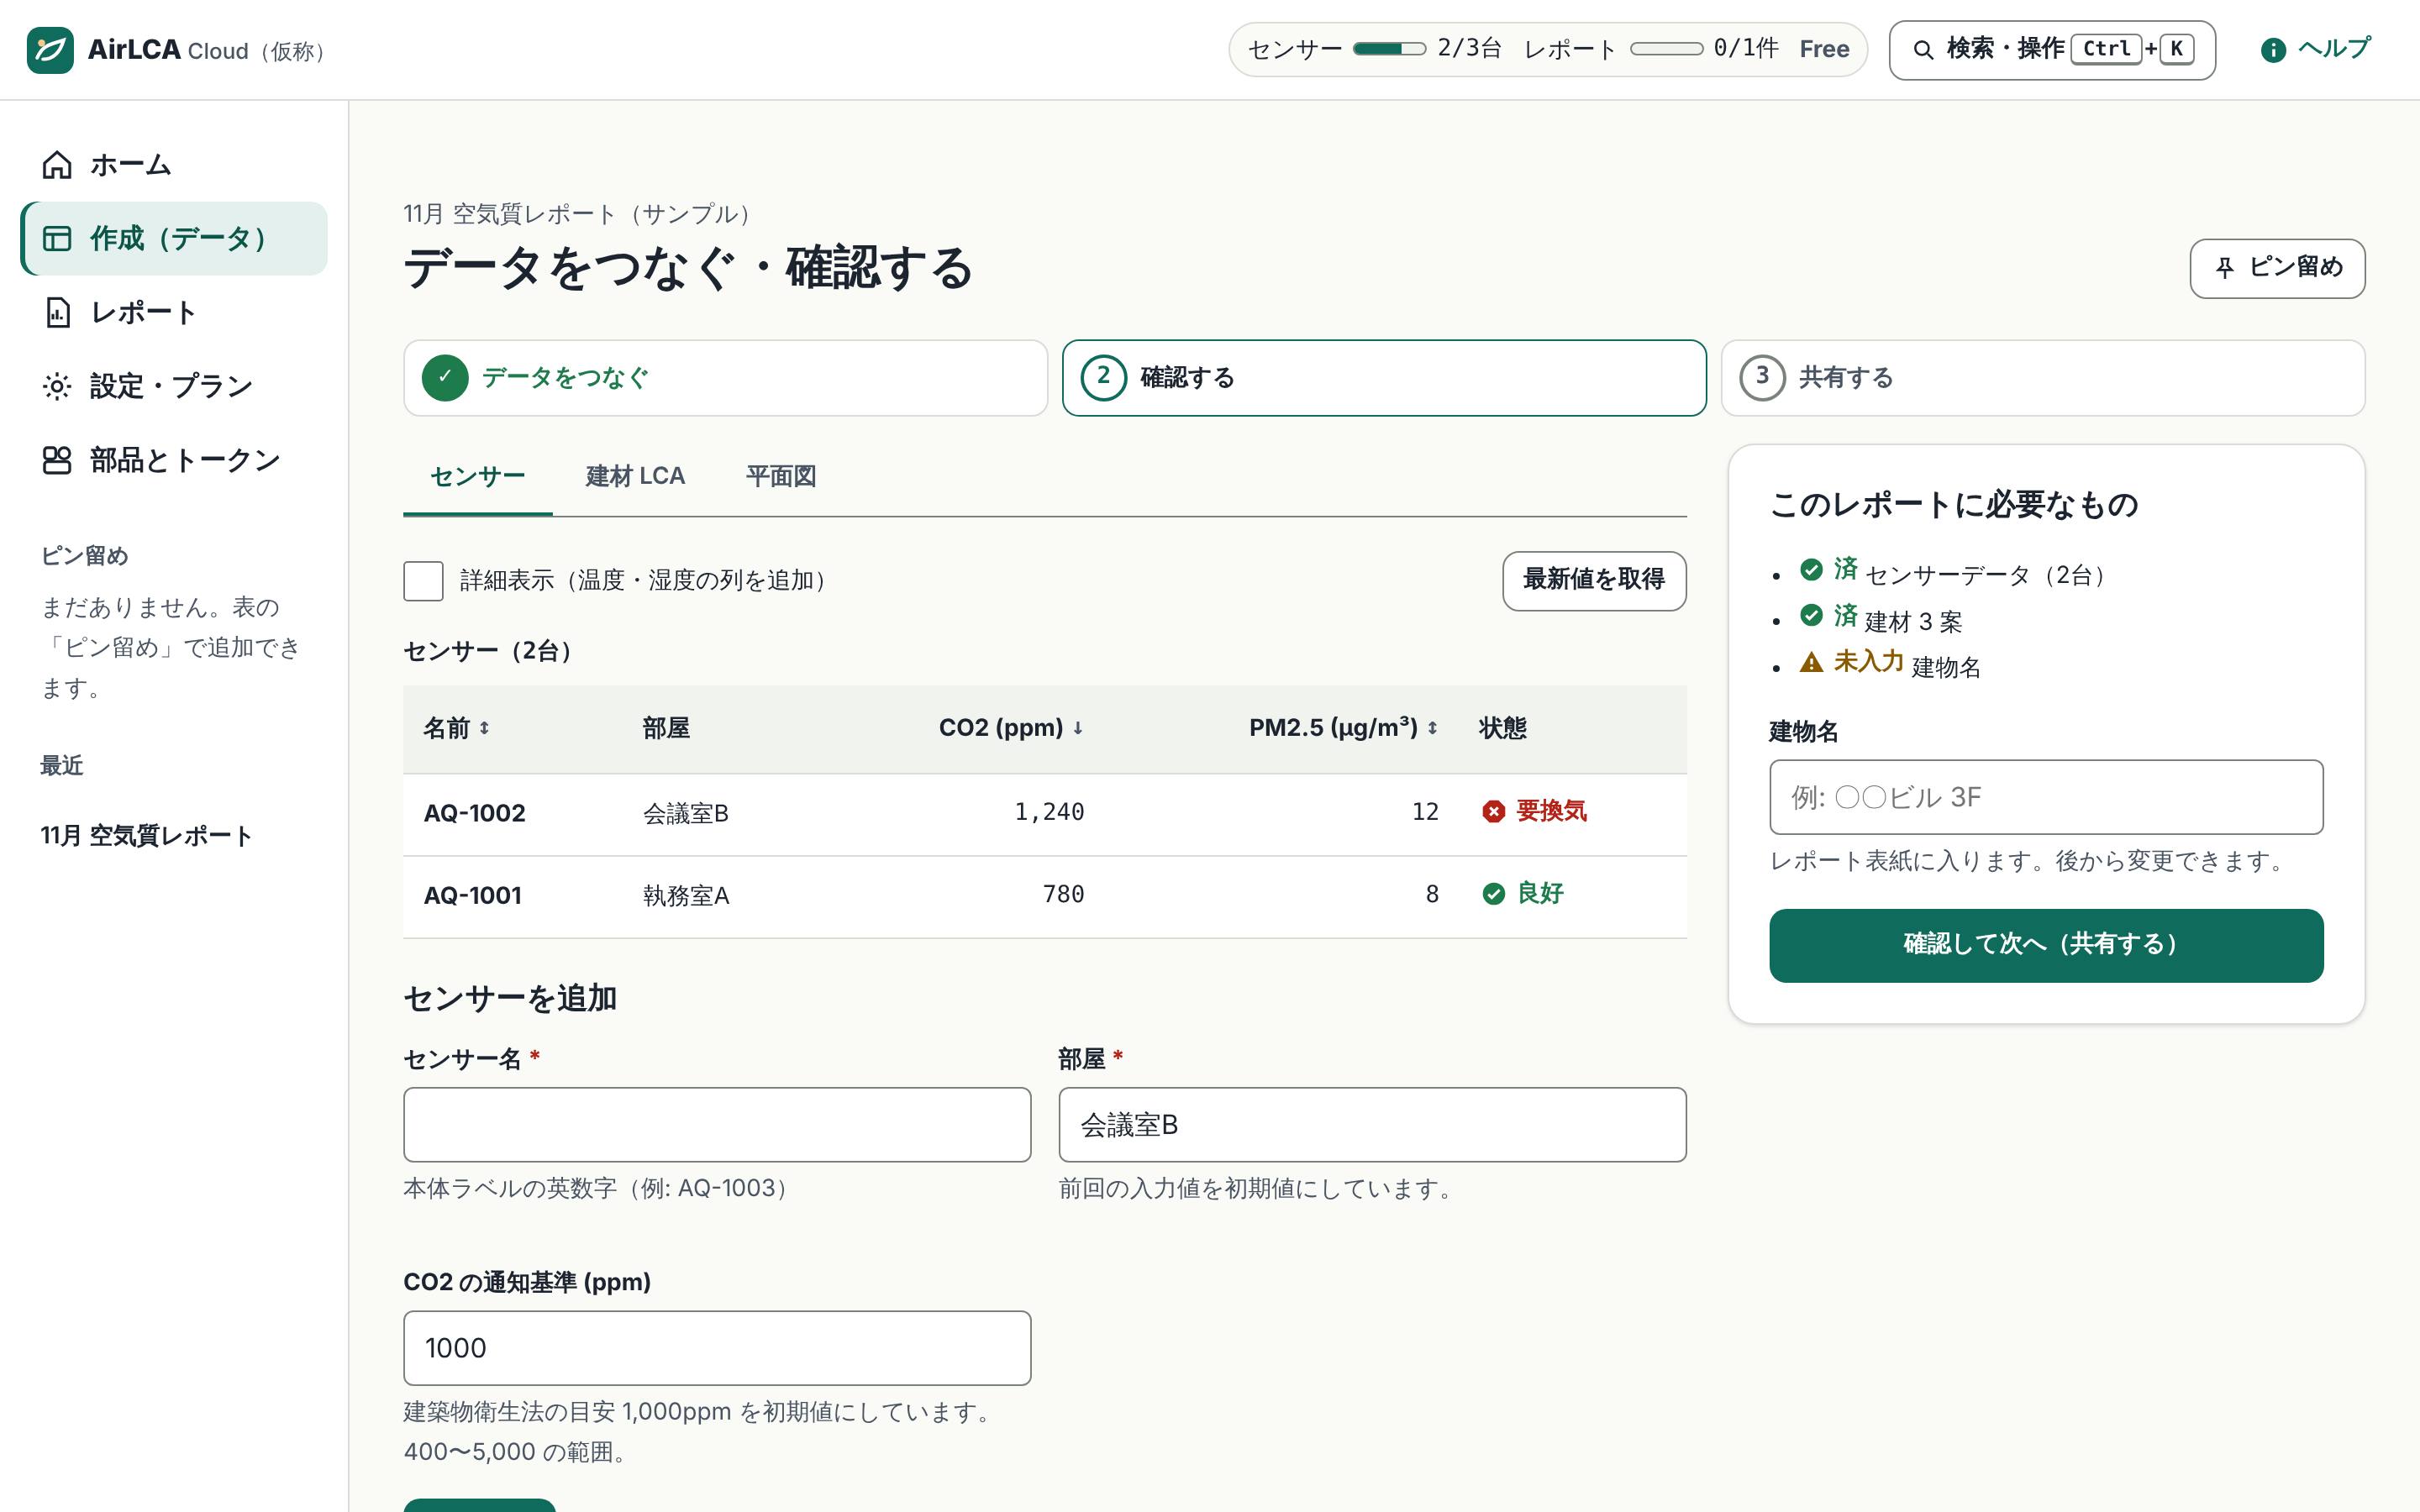 AirLCA Cloud（仮称）
センサー 2/3台 レポート 0/1件 Free
検索・操作 Ctrl+K
ヘルプ
ホーム
作成（データ）
レポート
設定・プラン
部品とトークン
ピン留め
まだありません。表の
「ピン留め」で追加でき
ます。
最近
11月 空気質レポート
11月 空気質レポート（サンプル）
データをつなぐ・確認する
ピン留め
✓ データをつなぐ
2 確認する
3 共有する
センサー 建材 LCA 平面図
詳細表示（温度・湿度の列を追加）
最新値を取得
センサー（2台）
名前 ↕ 部屋 CO2 (ppm) ↓ PM2.5 (µg/m³) ↕ 状態
AQ-1002 会議室B 1,240 12 要換気
AQ-1001 執務室A 780 8 良好
センサーを追加
センサー名 *
部屋 *
会議室B
本体ラベルの英数字（例: AQ-1003）
前回の入力値を初期値にしています。
CO2 の通知基準 (ppm)
1000
建築物衛生法の目安 1,000ppm を初期値にしています。
400〜5,000 の範囲。
このレポートに必要なもの
• 済 センサーデータ（2台）
• 済 建材 3 案
• 未入力 建物名
建物名
例: 〇〇ビル 3F
レポート表紙に入ります。後から変更できます。
確認して次へ（共有する）